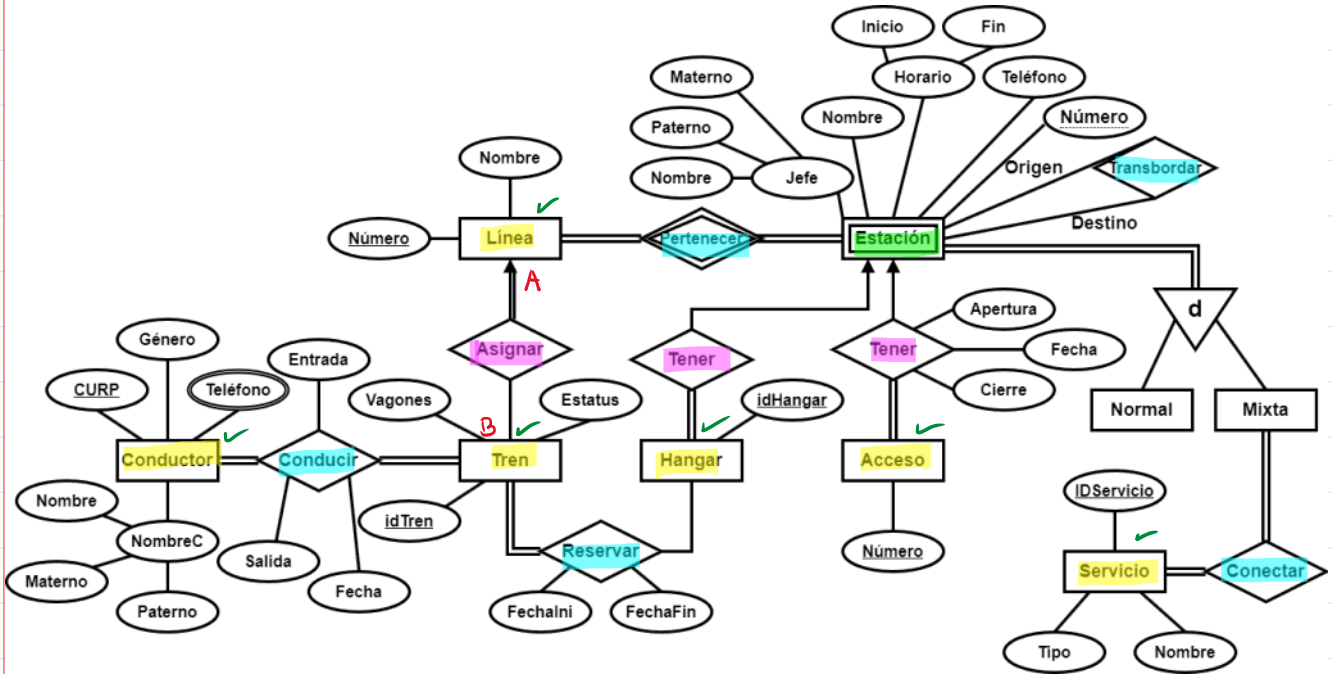 Inicio
Fin
Materno
Horario
Teléfono
Nombre
Número
Paterno
Nombre
Origen
Transbordar
Nombre
Jefe
Destino
Número
Línea
Pertenecer
Estación
A
Apertura
d
Género
Entrada
Asignar
Tener
Tener
Fecha
CURP
Teléfono
Vagones
Estatus
idHangar
Cierre
Normal
Mixta
B
Conductor
Conducir
Tren
Hangar
Acceso
IDServicio
Nombre
idTren
NombreC
Reservar
Número
Salida
Servicio
Conectar
Materno
Fecha
Paterno
FechaIni
FechaFin
Tipo
Nombre